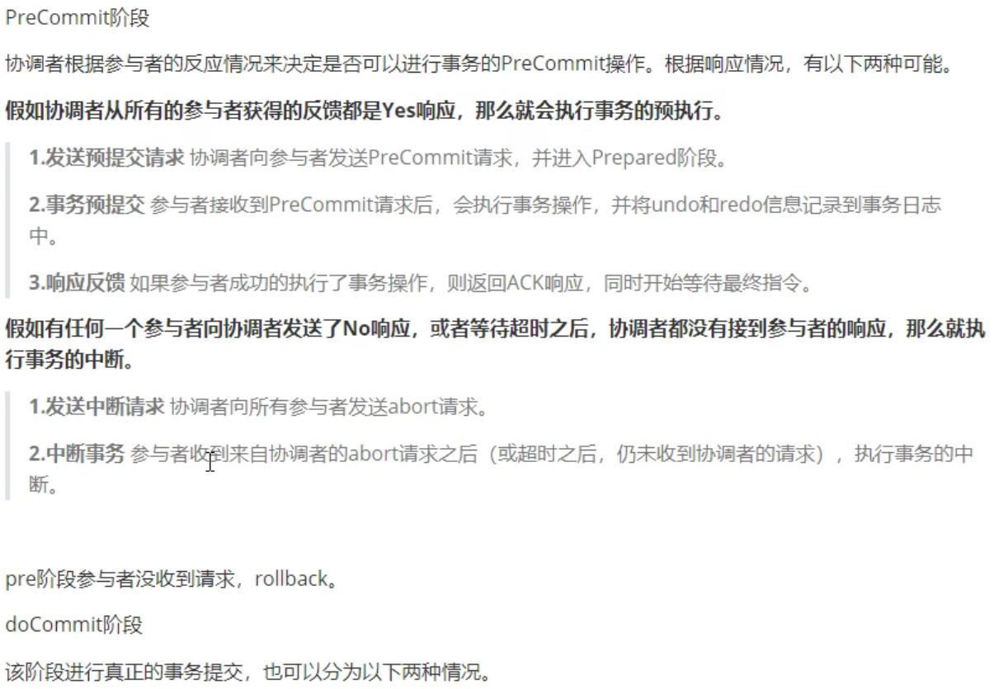 PreCommit阶段
协调者根据参与者的反应情况来决定是否可以进行事务的PreCommit操作。根据响应情况，有以下两种可能。
假如协调者从所有的参与者获得的反馈都是Yes响应，那么就会执行事务的预执行。
1.发送预提交请求 协调者向参与者发送PreCommit请求，并进入Prepared阶段。
2.事务预提交 参与者接收到PreCommit请求后，会执行事务操作，并将undo和redo信息记录到事务日志
中。
3.响应反馈 如果参与者成功的执行了事务操作，则返回ACK响应，同时开始等待最终指令。
假如有任何一个参与者向协调者发送了No响应，或者等待超时之后，协调者都没有接到参与者的响应，那么就执
行事务的中断。
1.发送中断请求 协调者向所有参与者发送abort请求。
2.中断事务 参与者收到来自协调者的abort请求之后（或超时之后，仍未收到协调者的请求），执行事务的中
断。
pre阶段参与者没收到请求，rollback。
doCommit阶段
该阶段进行真正的事务提交，也可以分为以下两种情况。